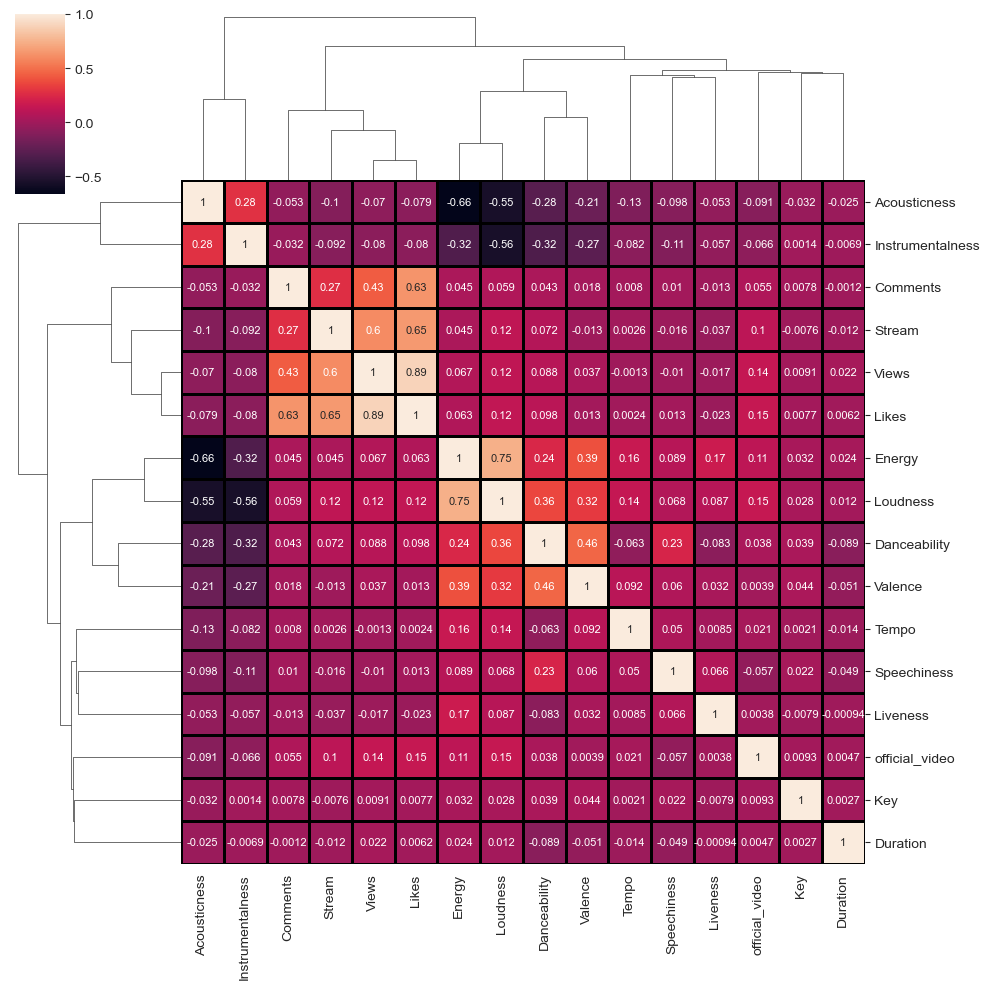 1.0
0.5
0.0
−0.5
1 0.28 -0.053 -0.1 -0.07 -0.079 -0.66 -0.55 -0.28 -0.21 -0.13 -0.098 -0.053 -0.091 -0.032 -0.025 Acousticness
0.28 1 -0.032 -0.092 -0.08 -0.08 -0.32 -0.56 -0.32 -0.27 -0.082 -0.11 -0.057 -0.066 0.0014 -0.0069 Instrumentalness
-0.053 -0.032 1 0.27 0.43 0.63 0.045 0.059 0.043 0.018 0.008 0.01 -0.013 0.055 0.0078 -0.0012 Comments
-0.1 -0.092 0.27 1 0.6 0.65 0.045 0.12 0.072 -0.013 0.0026 -0.016 -0.037 0.1 -0.0076 -0.012 Stream
-0.07 -0.08 0.43 0.6 1 0.89 0.067 0.12 0.088 0.037 -0.0013 -0.01 -0.017 0.14 0.0091 0.022 Views
-0.079 -0.08 0.63 0.65 0.89 1 0.063 0.12 0.098 0.013 0.0024 0.013 -0.023 0.15 0.0077 0.0062 Likes
-0.66 -0.32 0.045 0.045 0.067 0.063 1 0.75 0.24 0.39 0.16 0.089 0.17 0.11 0.032 0.024 Energy
-0.55 -0.56 0.059 0.12 0.12 0.12 0.75 1 0.36 0.32 0.14 0.068 0.087 0.15 0.028 0.012 Loudness
-0.28 -0.32 0.043 0.072 0.088 0.098 0.24 0.36 1 0.46 -0.063 0.23 -0.083 0.038 0.039 -0.089 Danceability
-0.21 -0.27 0.018 -0.013 0.037 0.013 0.39 0.32 0.46 1 0.092 0.06 0.032 0.0039 0.044 -0.051 Valence
-0.13 -0.082 0.008 0.0026 -0.0013 0.0024 0.16 0.14 -0.063 0.092 1 0.05 0.0085 0.021 0.0021 -0.014 Tempo
-0.098 -0.11 0.01 -0.016 -0.01 0.013 0.089 0.068 0.23 0.06 0.05 1 0.066 -0.057 0.022 -0.049 Speechiness
-0.053 -0.057 -0.013 -0.037 -0.017 -0.023 0.17 0.087 -0.083 0.032 0.0085 0.066 1 0.0038 -0.0079 -0.00094 Liveness
-0.091 -0.066 0.055 0.1 0.14 0.15 0.11 0.15 0.038 0.0039 0.021 -0.057 0.0038 1 0.0093 0.0047 official_video
-0.032 0.0014 0.0078 -0.0076 0.0091 0.0077 0.032 0.028 0.039 0.044 0.0021 0.022 -0.0079 0.0093 1 0.0027 Key
-0.025 -0.0069 -0.0012 -0.012 0.022 0.0062 0.024 0.012 -0.089 -0.051 -0.014 -0.049 -0.00094 0.0047 0.0027 1 Duration
Acousticness
Instrumentalness
Comments
Stream
Views
Likes
Energy
Loudness
Danceability
Valence
Tempo
Speechiness
Liveness
official_video
Key
Duration